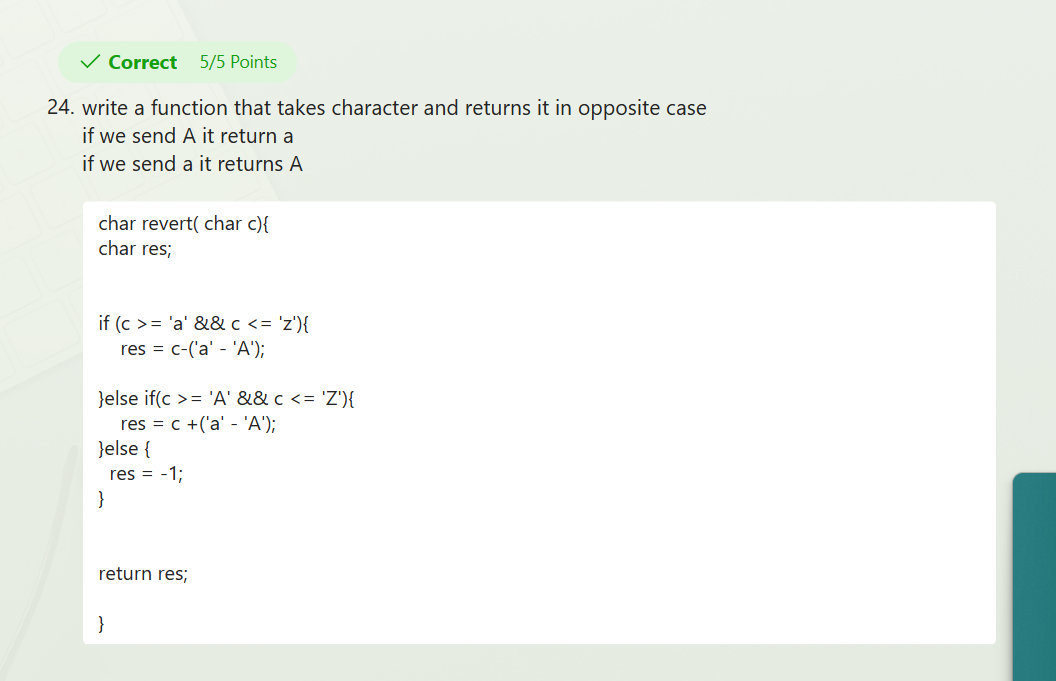 ✓ Correct 5/5 Points
24. write a function that takes character and returns it in opposite case
if we send A it return a
if we send a it returns A
char revert( char c){
char res;
if (c >= 'a' && c <= 'z'){
res = c-('a' - 'A');
}else if(c >= 'A' && c <= 'Z'){
res = c +('a' - 'A');
}else {
res = -1;
}
return res;
}